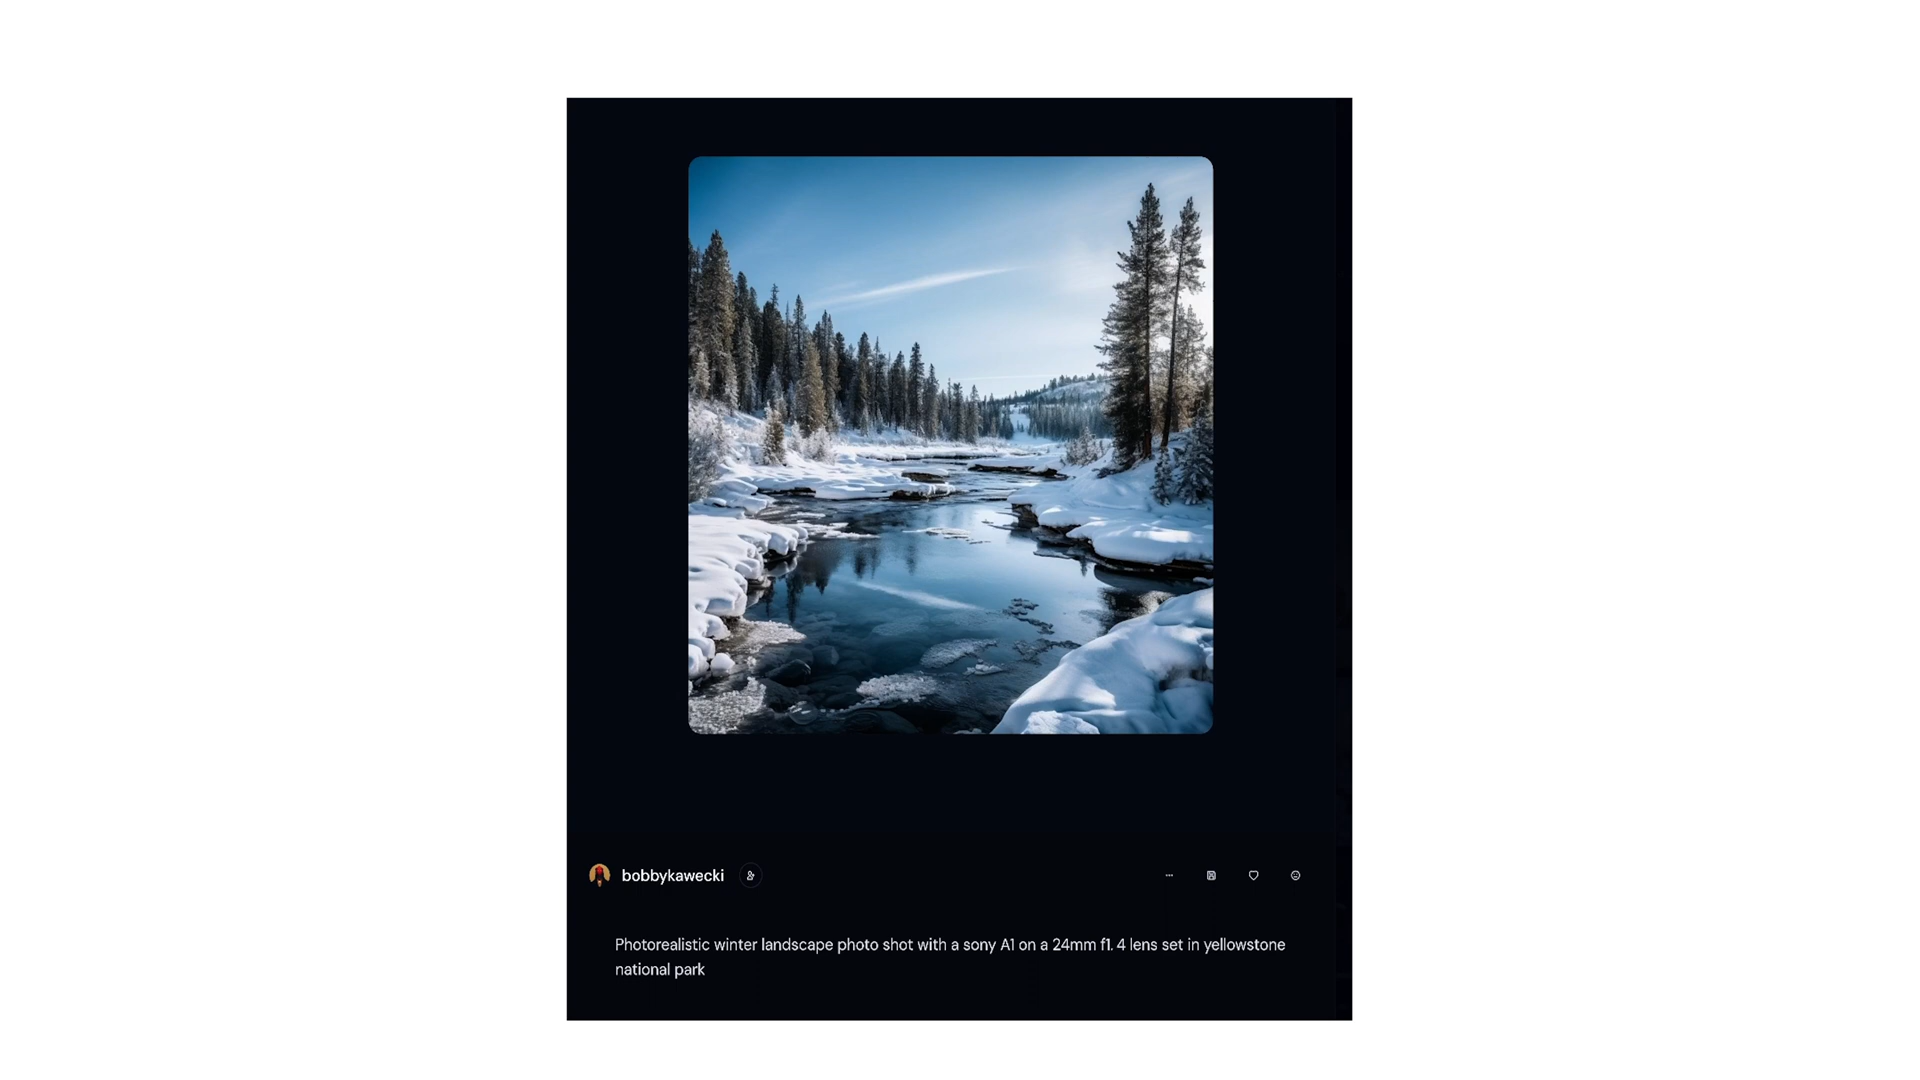 bobbykawecki
Photorealistic winter landscape photo shot with a sony A1 on a 24mm f1. 4 lens set in yellowstone
national park